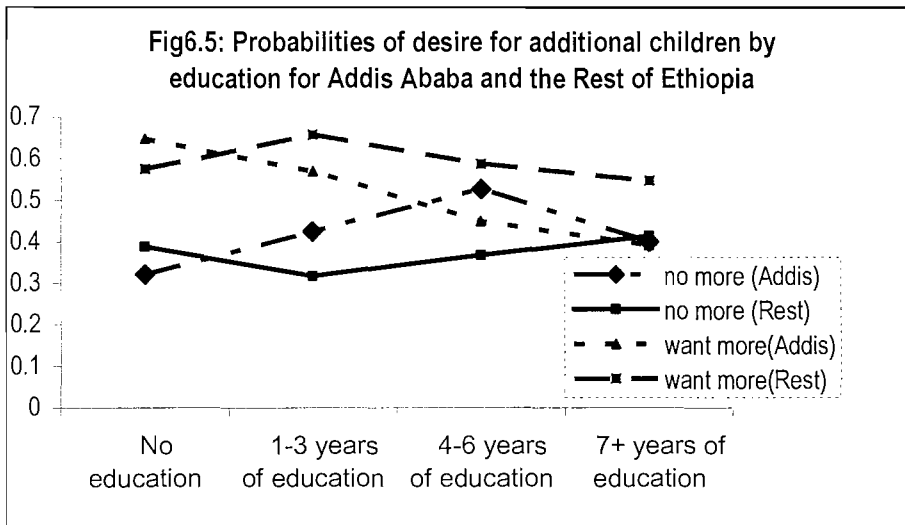 Fig6.5: Probabilities of desire for additional children by
education for Addis Ababa and the Rest of Ethiopia
0.7
0.6
0.5
0.4
0.3
0.2
0.1
0
no more (Addis)
no more (Rest)
want more(Addis)
want more(Rest)
No
education
1-3 years
of education
4-6 years
of education
7+ years of
education